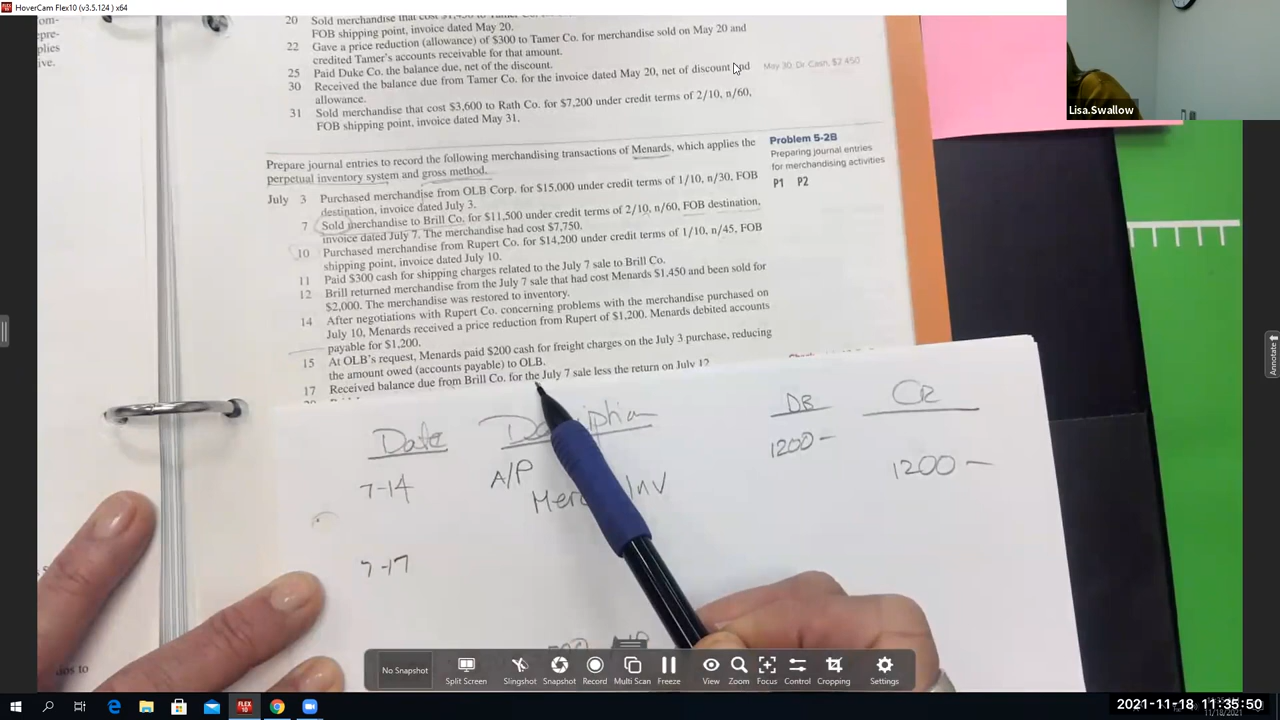 HoverCam Flex10 (v3.5.124 ) x64
om-
epre-
plies
ive.
20 Sold merchandise that cost
FOB shipping point, invoice dated May 20.
22 Gave a price reduction (allowance) of $300 to Tamer Co. for merchandise sold on May 20 and
credited Tamer's accounts receivable for that amount.
25 Paid Duke Co. the balance due, net of the discount.
30 Received the balance due from Tamer Co. for the invoice dated May 20, net of discount and
allowance.
May 30, Dr. Cash, $2,450
31 Sold merchandise that cost $3,600 to Rath Co. for $7,200 under credit terms of 2/10, n/60,
FOB shipping point, invoice dated May 31.
Lisa.Swallow
Prepare journal entries to record the following merchandising transactions of Menards, which applies the
perpetual inventory system and gross method.
Problem 5-2B
Preparing journal entries
for merchandising activities
P1 P2
July 3 Purchased merchandise from OLB Corp. for $15,000 under credit terms of 1/10, n/30, FOB
destination, invoice dated July 3.
7 Sold merchandise to Brill Co. for $11,500 under credit terms of 2/10, n/60, FOB destination,
invoice dated July 7. The merchandise had cost $7,750.
10 Purchased merchandise from Rupert Co. for $14,200 under credit terms of 1/10, n/45, FOB
shipping point, invoice dated July 10.
11 Paid $300 cash for shipping charges related to the July 7 sale to Brill Co.
12 Brill returned merchandise from the July 7 sale that had cost Menards $1,450 and been sold for
$2,000. The merchandise was restored to inventory.
14 After negotiations with Rupert Co. concerning problems with the merchandise purchased on
July 10, Menards received a price reduction from Rupert of $1,200. Menards debited accounts
payable for $1,200.
15 At OLB's request, Menards paid $200 cash for freight charges on the July 3 purchase, reducing
the amount owed (accounts payable) to OLB.
17 Received balance due from Brill Co. for the July 7 sale less the return on July 12
Date Description DB CR
7-14 A/P 1200 —
Merc Inv 1200 —
7-17
No Snapshot
Split Screen
Slingshot
Snapshot
Record
Multi Scan
Freeze
View
Zoom
Focus
Control
Cropping
Settings
2021-11-18 11:35:50